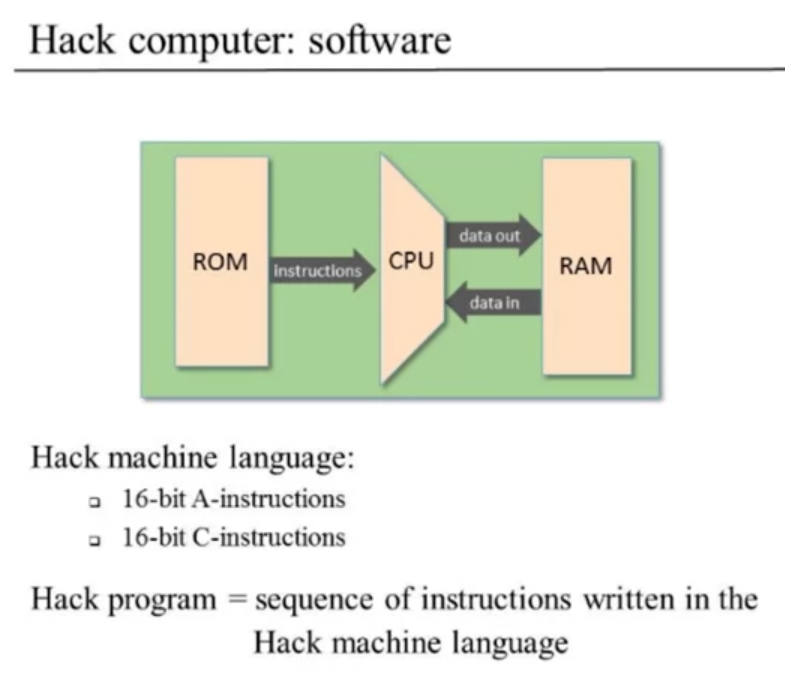 Hack computer: software
ROM
instructions
CPU
data out
data in
RAM
Hack machine language:
16-bit A-instructions
16-bit C-instructions
Hack program = sequence of instructions written in the
Hack machine language